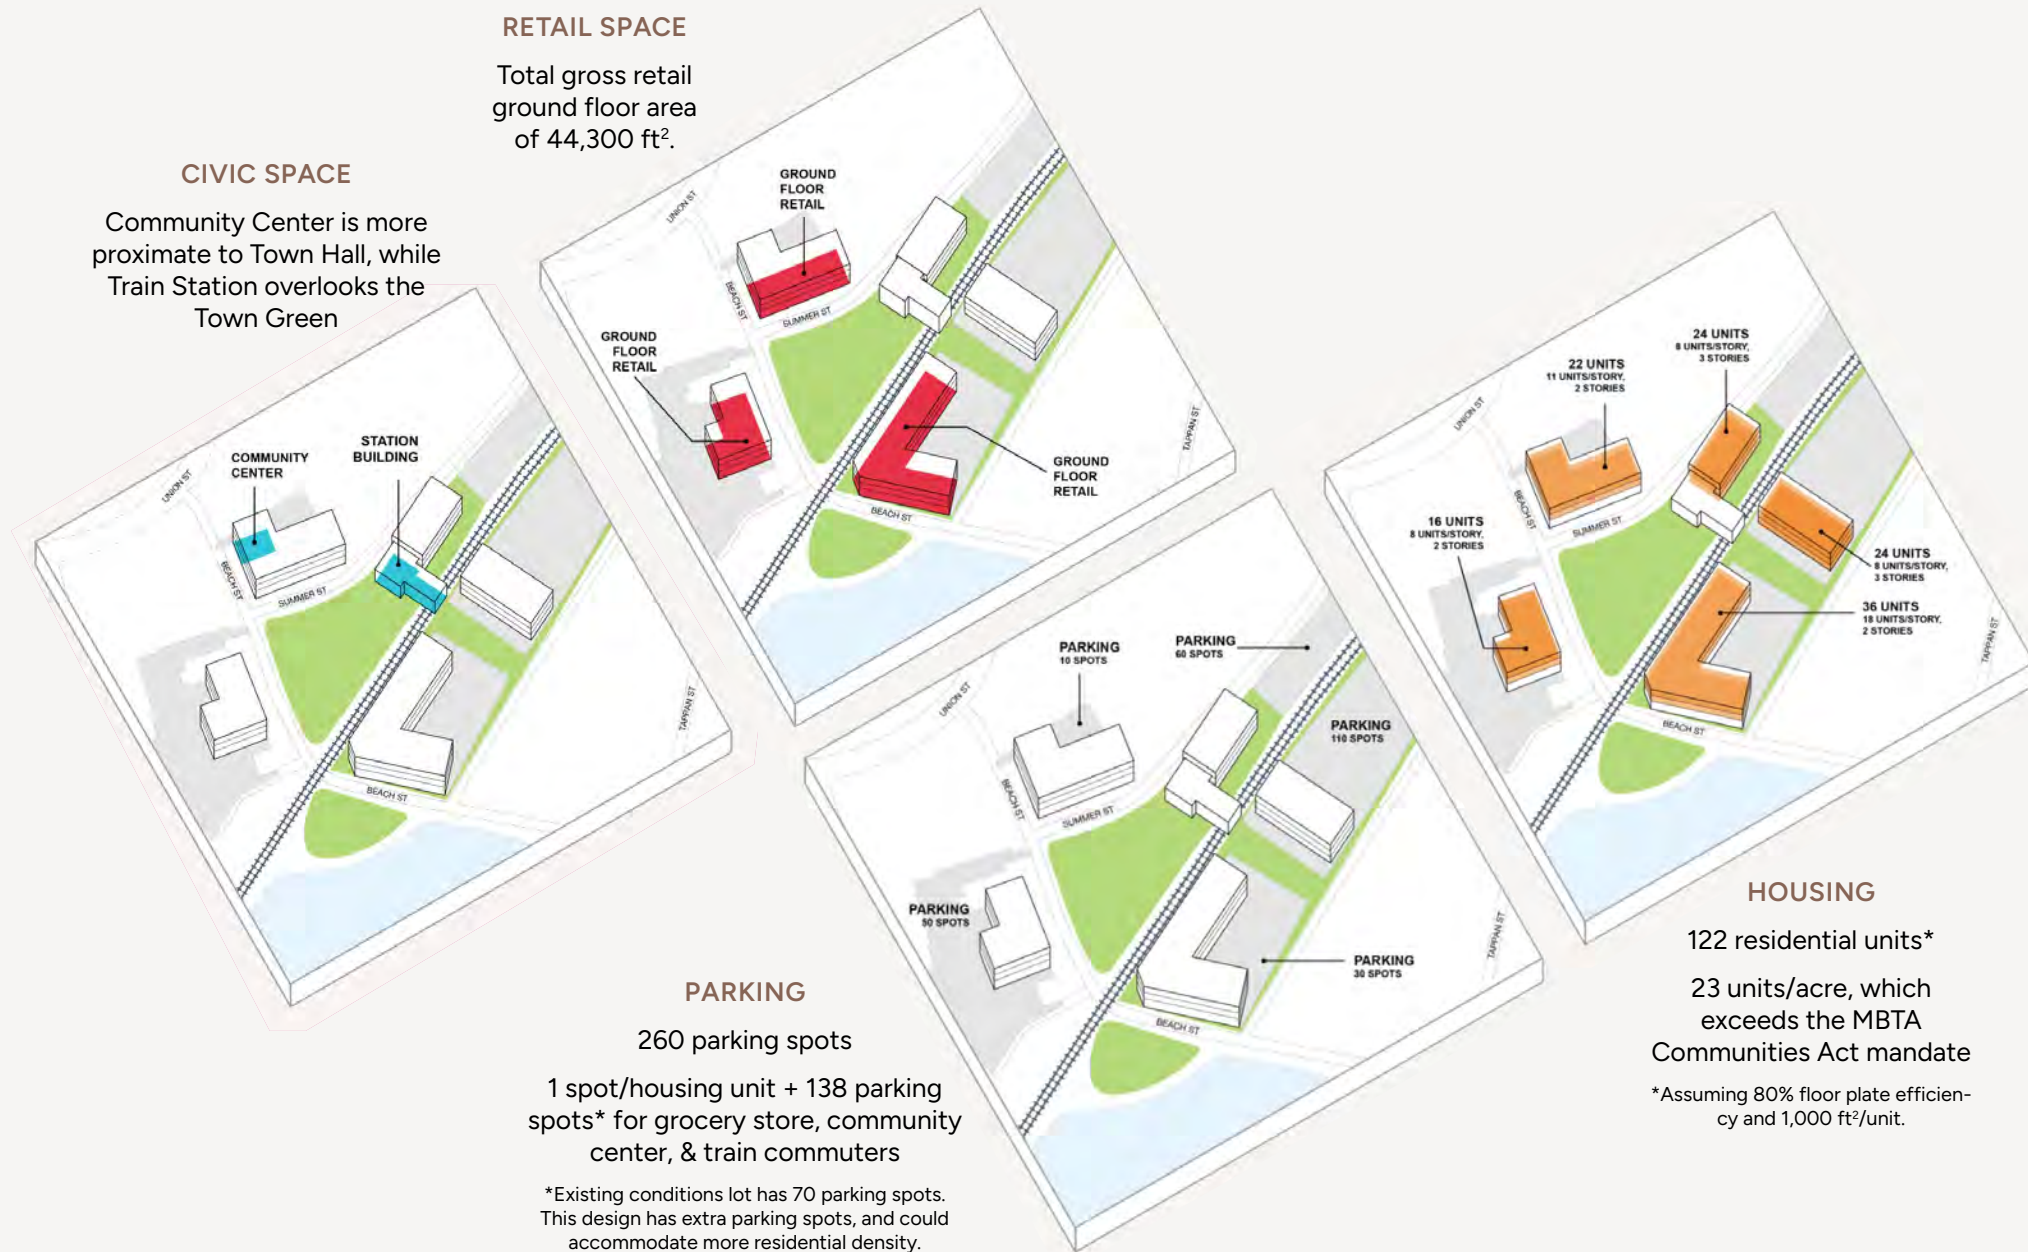 RETAIL SPACE
Total gross retail
ground floor area
of 44,300 ft².
CIVIC SPACE
Community Center is more
proximate to Town Hall, while
Train Station overlooks the
Town Green
COMMUNITY
CENTER
STATION
BUILDING
UNION ST
BEACH ST
SUMMER ST
BEACH ST
TAPPAN ST
GROUND
FLOOR
RETAIL
GROUND
FLOOR
RETAIL
GROUND
FLOOR
RETAIL
UNION ST
BEACH ST
SUMMER ST
BEACH ST
TAPPAN ST
PARKING
10 SPOTS
PARKING
60 SPOTS
PARKING
110 SPOTS
PARKING
50 SPOTS
PARKING
30 SPOTS
UNION ST
BEACH ST
SUMMER ST
BEACH ST
TAPPAN ST
24 UNITS
8 UNITS/STORY,
3 STORIES
22 UNITS
11 UNITS/STORY,
2 STORIES
16 UNITS
8 UNITS/STORY,
2 STORIES
24 UNITS
8 UNITS/STORY,
3 STORIES
36 UNITS
18 UNITS/STORY,
2 STORIES
UNION ST
BEACH ST
SUMMER ST
BEACH ST
TAPPAN ST
PARKING
260 parking spots
1 spot/housing unit + 138 parking
spots* for grocery store, community
center, & train commuters
*Existing conditions lot has 70 parking spots.
This design has extra parking spots, and could
accommodate more residential density.
HOUSING
122 residential units*
23 units/acre, which
exceeds the MBTA
Communities Act mandate
*Assuming 80% floor plate efficien-
cy and 1,000 ft²/unit.